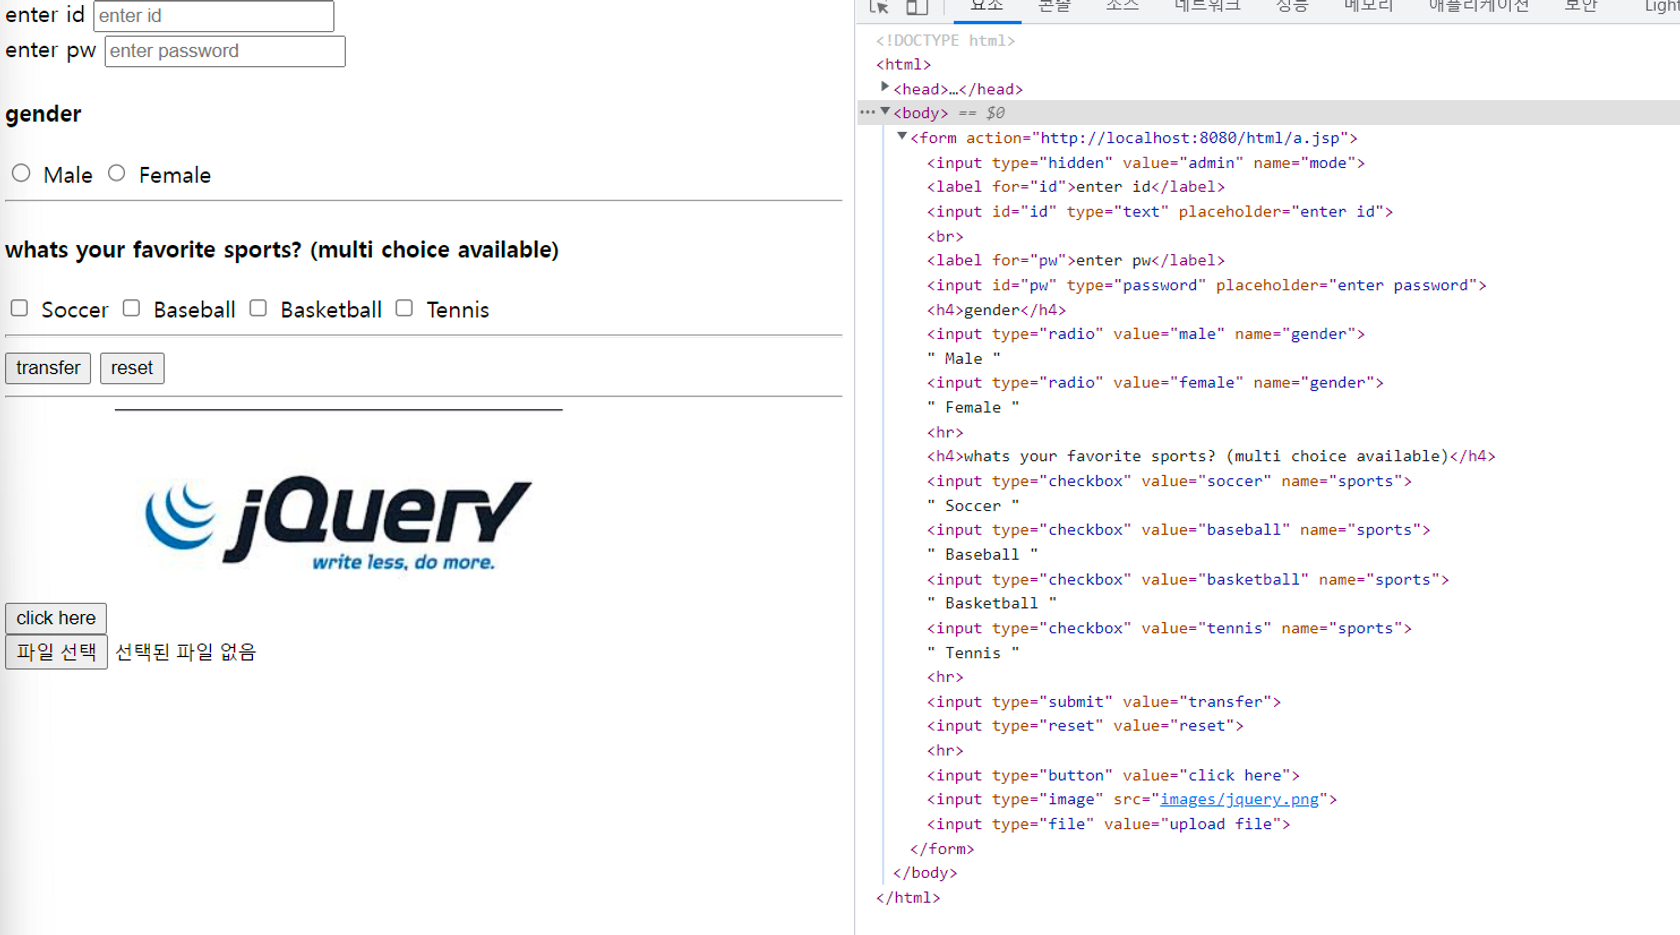 enter id enter id
enter pw enter password
gender
Male Female
whats your favorite sports? (multi choice available)
Soccer Baseball Basketball Tennis
transfer reset
jQuery
write less, do more.
click here
파일 선택 선택된 파일 없음
요소 콘솔 소스 네트워크 성능 메모리 애플리케이션 보안 Light
<!DOCTYPE html>
<html>
<head>…</head>
<body> == $0
<form action="http://localhost:8080/html/a.jsp">
<input type="hidden" value="admin" name="mode">
<label for="id">enter id</label>
<input id="id" type="text" placeholder="enter id">
<br>
<label for="pw">enter pw</label>
<input id="pw" type="password" placeholder="enter password">
<h4>gender</h4>
<input type="radio" value="male" name="gender">
" Male "
<input type="radio" value="female" name="gender">
" Female "
<hr>
<h4>whats your favorite sports? (multi choice available)</h4>
<input type="checkbox" value="soccer" name="sports">
" Soccer "
<input type="checkbox" value="baseball" name="sports">
" Baseball "
<input type="checkbox" value="basketball" name="sports">
" Basketball "
<input type="checkbox" value="tennis" name="sports">
" Tennis "
<hr>
<input type="submit" value="transfer">
<input type="reset" value="reset">
<hr>
<input type="button" value="click here">
<input type="image" src="images/jquery.png">
<input type="file" value="upload file">
</form>
</body>
</html>